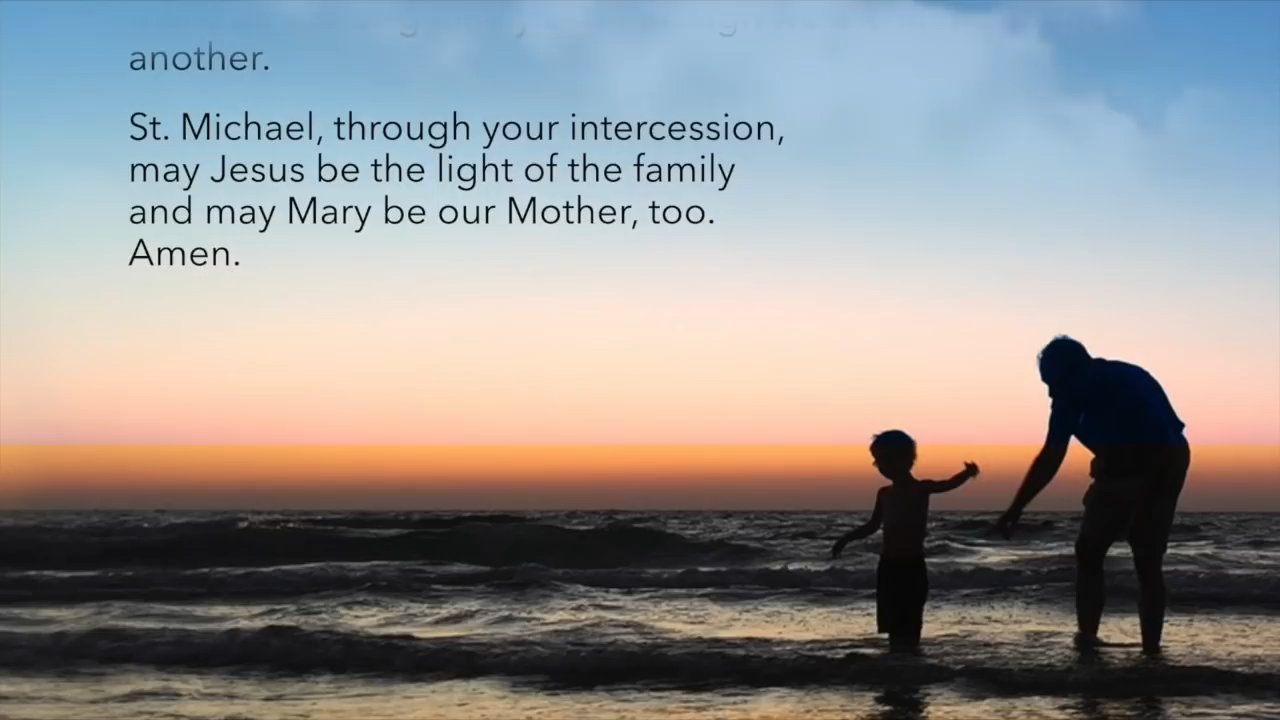 another.
St. Michael, through your intercession,
may Jesus be the light of the family
and may Mary be our Mother, too.
Amen.